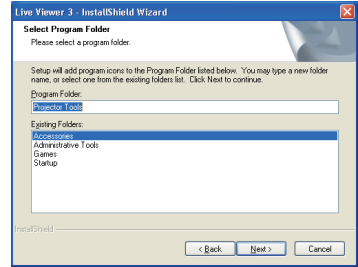 Live Viewer 3 - InstallShield Wizard
Select Program Folder
Please select a program folder.
Setup will add program icons to the Program Folder listed below. You may type a new folder
name, or select one from the existing folders list. Click Next to continue.
Program Folder:
Projector Tools
Existing Folders:
Accessories
Administrative Tools
Games
Startup
InstallShield
< Back
Next >
Cancel